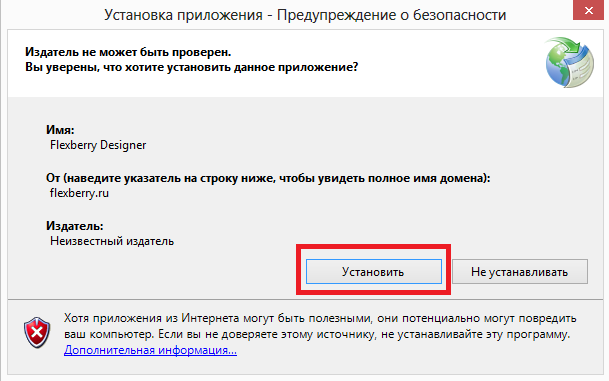 Установка приложения - Предупреждение о безопасности
Издатель не может быть проверен.
Вы уверены, что хотите установить данное приложение?
Имя:
Flexberry Designer
От (наведите указатель на строку ниже, чтобы увидеть полное имя домена):
flexberry.ru
Издатель:
Неизвестный издатель
Установить
Не устанавливать
Хотя приложения из Интернета могут быть полезными, они потенциально могут повредить
ваш компьютер. Если вы не доверяете этому источнику, не устанавливайте эту программу.
Дополнительная информация...